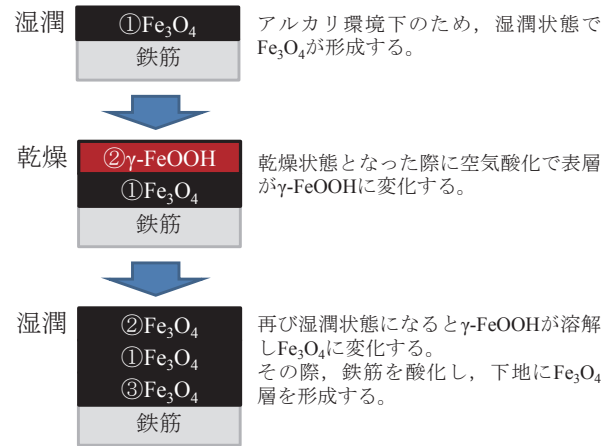 湿潤
①Fe₃O₄
鉄筋
アルカリ環境下のため，湿潤状態で
Fe₃O₄が形成する。
乾燥
②γ-FeOOH
①Fe₃O₄
鉄筋
乾燥状態となった際に空気酸化で表層
がγ-FeOOHに変化する。
湿潤
②Fe₃O₄
①Fe₃O₄
③Fe₃O₄
鉄筋
再び湿潤状態になるとγ-FeOOHが溶解
しFe₃O₄に変化する。
その際，鉄筋を酸化し，下地にFe₃O₄
層を形成する。